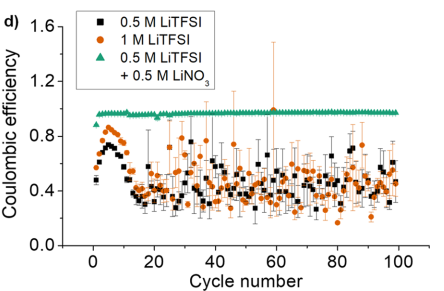 d)
0.5 M LiTFSI
1 M LiTFSI
0.5 M LiTFSI
+ 0.5 M LiNO₃
Coulombic efficiency
1.6
1.2
0.8
0.4
0.0
0 20 40 60 80 100
Cycle number